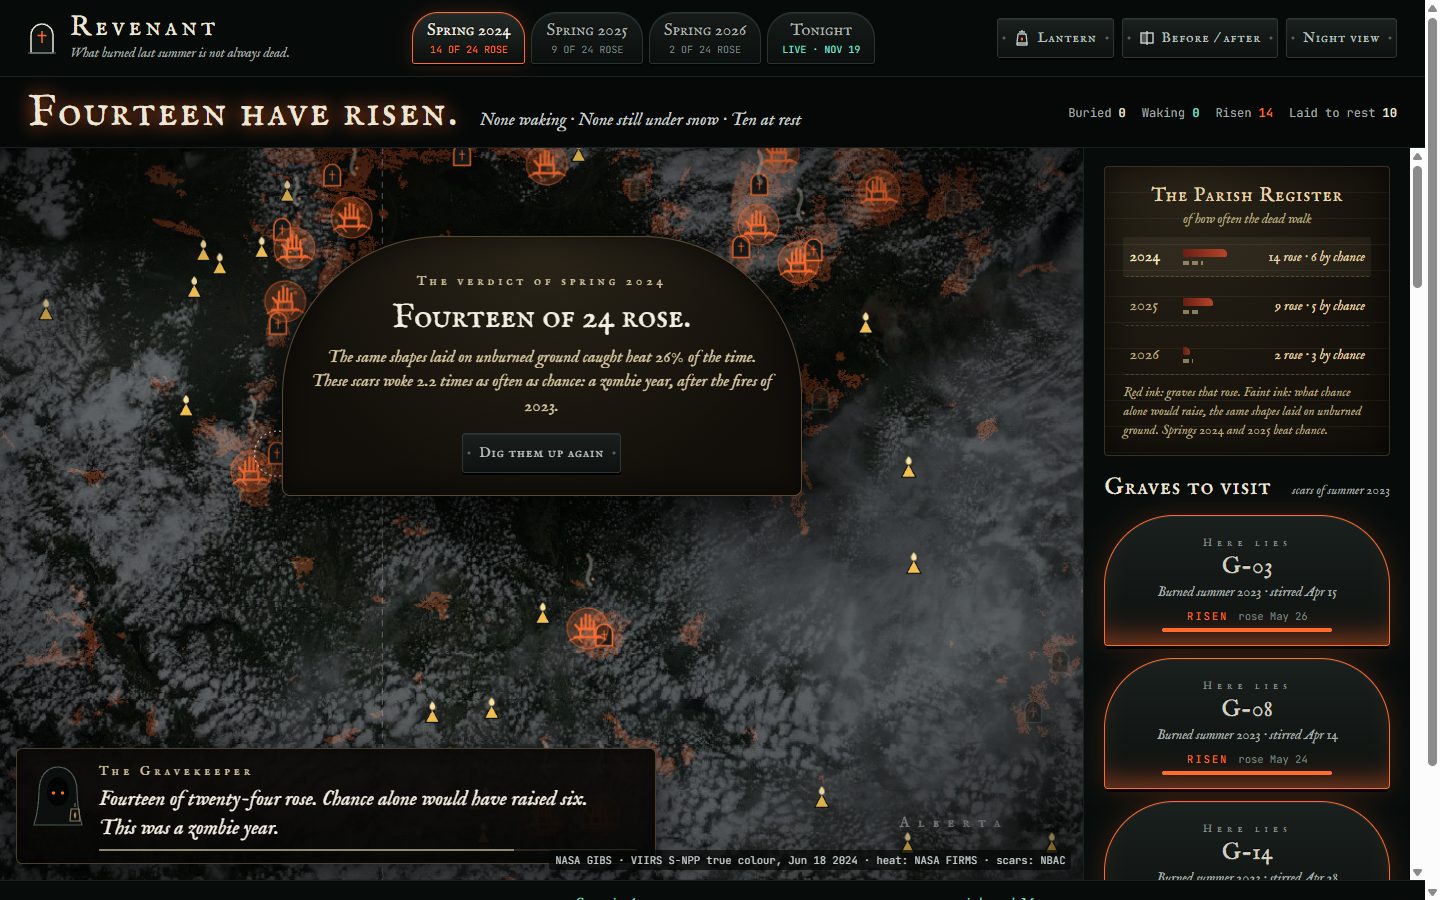 Revenant
What burned last summer is not always dead.
Spring 2024
14 OF 24 ROSE
Spring 2025
9 OF 24 ROSE
Spring 2026
2 OF 24 ROSE
Tonight
LIVE · NOV 19
Lantern
Before / after
Night view
Fourteen have risen.
None waking · None still under snow · Ten at rest
Buried 0 Waking 0 Risen 14 Laid to rest 10
The verdict of spring 2024
Fourteen of 24 rose.
The same shapes laid on unburned ground caught heat 26% of the time.
These scars woke 2.2 times as often as chance: a zombie year, after the fires of
2023.
Dig them up again
The Gravekeeper
Fourteen of twenty-four rose. Chance alone would have raised six.
This was a zombie year.
Alberta
NASA GIBS · VIIRS S-NPP true colour, Jun 18 2024 · heat: NASA FIRMS · scars: NBAC
The Parish Register
of how often the dead walk
2024 14 rose · 6 by chance
2025 9 rose · 5 by chance
2026 2 rose · 3 by chance
Red ink: graves that rose. Faint ink: what chance
alone would raise, the same shapes laid on unburned
ground. Springs 2024 and 2025 beat chance.
Graves to visit
scars of summer 2023
Here lies
G-03
Burned summer 2023 · stirred Apr 15
RISEN rose May 26
Here lies
G-08
Burned summer 2023 · stirred Apr 14
RISEN rose May 24
Here lies
G-14
Burned summer 2023 · stirred Apr 28